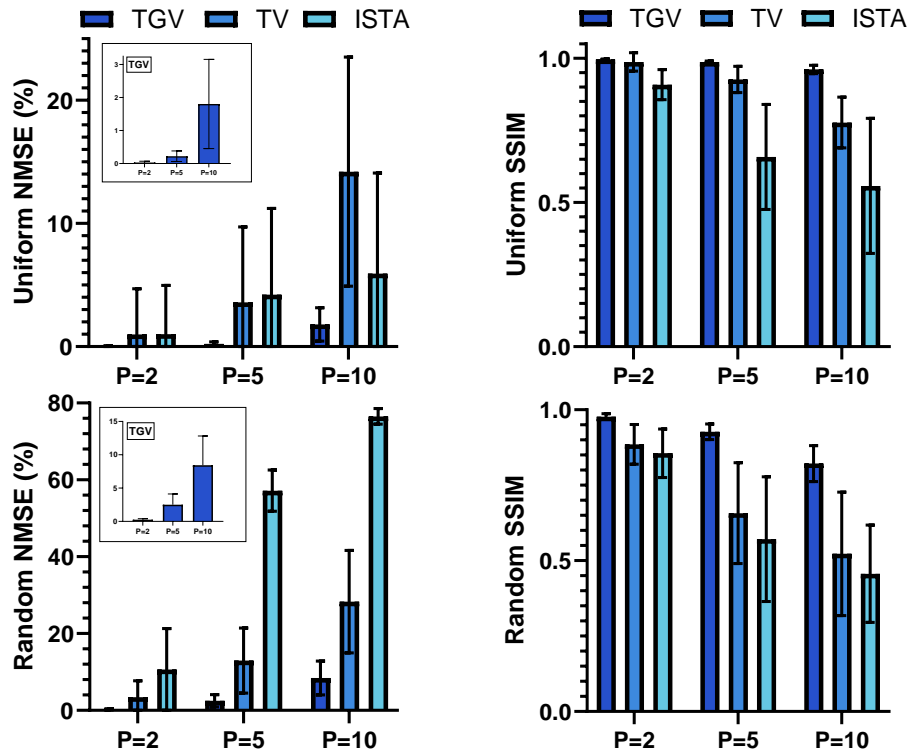 TGV TV ISTA
Uniform NMSE (%)
20
10
0
TGV
3
2
1
0
P=2 P=5 P=10
P=2 P=5 P=10
TGV TV ISTA
Uniform SSIM
1.0
0.5
0.0
P=2 P=5 P=10
Random NMSE (%)
80
60
40
20
0
TGV
15
10
5
0
P=2 P=5 P=10
P=2 P=5 P=10
Random SSIM
1.0
0.5
0.0
P=2 P=5 P=10